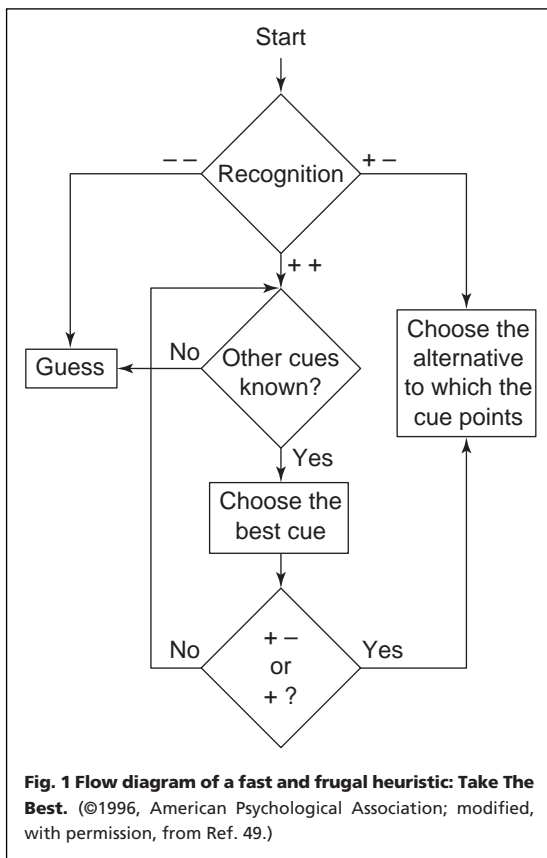 Start
Recognition
– –
+ –
+ +
Guess
No
Other cues
known?
Choose the
alternative
to which the
cue points
Yes
Choose the
best cue
No
+ –
or
+ ?
Yes
Fig. 1 Flow diagram of a fast and frugal heuristic: Take The
Best. (©1996, American Psychological Association; modified,
with permission, from Ref. 49.)